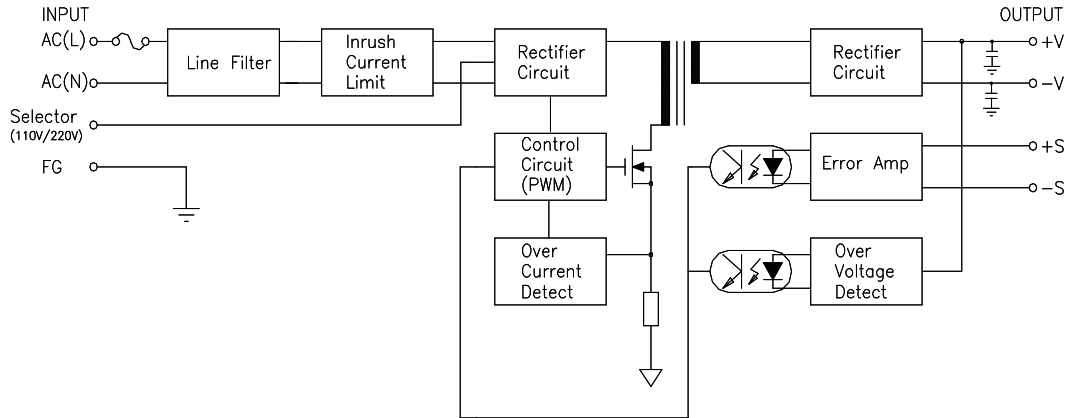 INPUT
OUTPUT
AC(L)
Line Filter
Inrush
Current
Limit
Rectifier
Circuit
Rectifier
Circuit
+V
AC(N)
−V
Selector
(110V/220V)
FG
Control
Circuit
(PWM)
Error Amp
+S
−S
Over
Current
Detect
Over
Voltage
Detect